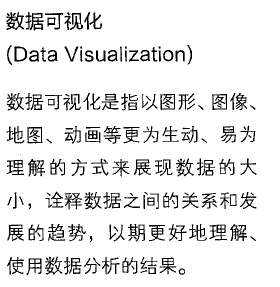 数据可视化
(Data Visualization)
数据可视化是指以图形、图像、
地图、动画等更为生动、易为
理解的方式来展现数据的大
小，诠释数据之间的关系和发
展的趋势，以期更好地理解、
使用数据分析的结果。